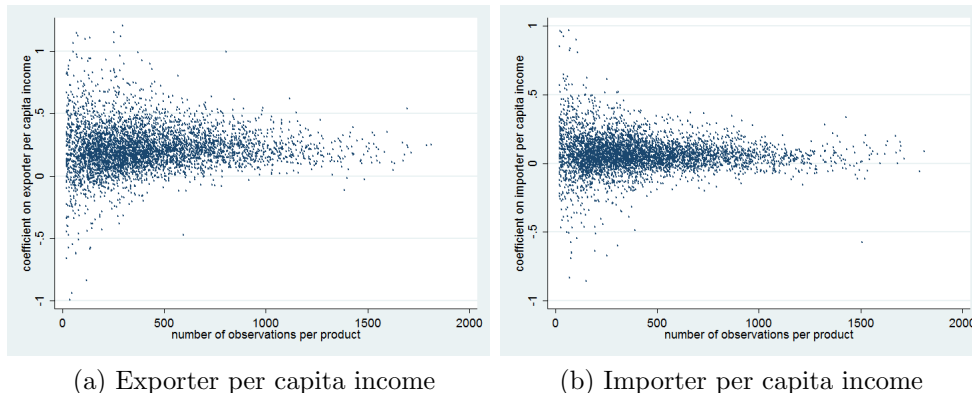 coefficient on exporter per capita income
1
.5
0
-.5
-1
0 500 1000 1500 2000
number of observations per product
(a) Exporter per capita income
coefficient on importer per capita income
1
.5
0
-.5
-1
0 500 1000 1500 2000
number of observations per product
(b) Importer per capita income